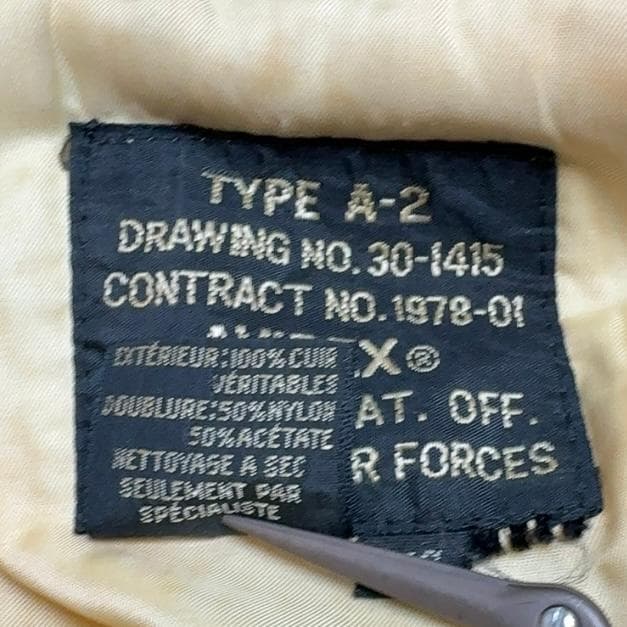 TYPE A-2
DRAWING NO. 30-1415
CONTRACT NO. 1978-01
X®
AT. OFF.
R FORCES
EXTÉRIEUR:100% CUIR
VÉRITABLES
DOUBLURE:50% NYLON
50% ACÉTATE
NETTOYAGE A SEC
SEULEMENT PAR
SPÉCIALISTE